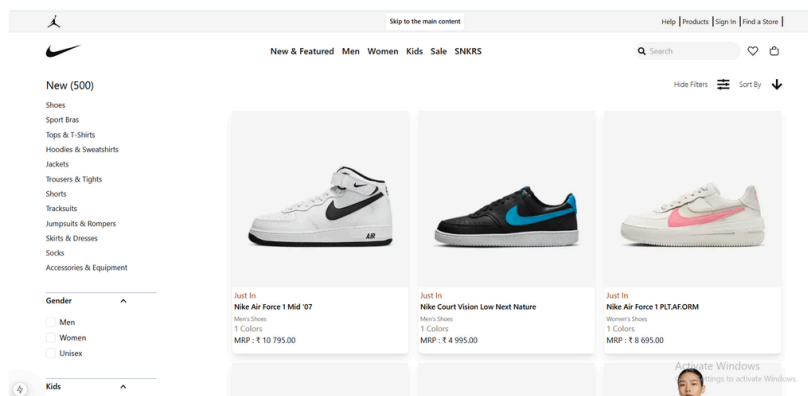 Skip to the main content
Help | Products | Sign In | Find a Store |
New & Featured Men Women Kids Sale SNKRS
Search
New (500)
Hide Filters
Sort By
Shoes
Sport Bras
Tops & T-Shirts
Hoodies & Sweatshirts
Jackets
Trousers & Tights
Shorts
Tracksuits
Jumpsuits & Rompers
Skirts & Dresses
Socks
Accessories & Equipment
Gender
Men
Women
Unisex
Kids
AIR
Just In
Nike Air Force 1 Mid '07
Men's Shoes
1 Colors
MRP : ₹ 10 795.00
Just In
Nike Court Vision Low Next Nature
Men's Shoes
1 Colors
MRP : ₹ 4 995.00
Just In
Nike Air Force 1 PLT.AF.ORM
Women's Shoes
1 Colors
MRP : ₹ 8 695.00
Activate Windows
ettings to activate Windows.